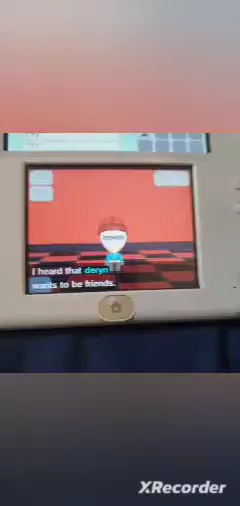 I heard that deryn
wants to be friends.
XRecorder